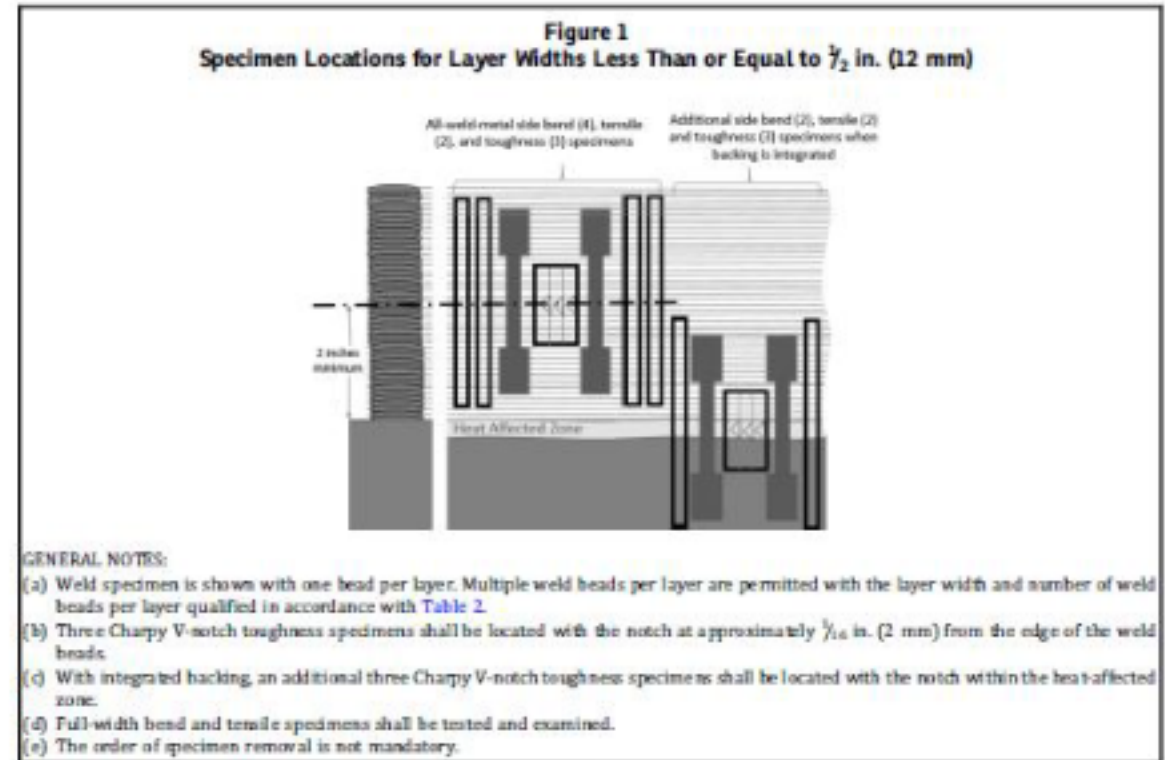 Figure 1
Specimen Locations for Layer Widths Less Than or Equal to 1/2 in. (12 mm)
All-weld-metal side bend (4), tensile
(2), and toughness (3) specimens
Additional side bend (2), tensile (2)
and toughness (3) specimens when
backing is integrated
2 inches
minimum
Heat Affected Zone
GENERAL NOTES:
(a) Weld specimen is shown with one bead per layer. Multiple weld beads per layer are permitted with the layer width and number of weld
beads per layer qualified in accordance with Table 2.
(b) Three Charpy V-notch toughness specimens shall be located with the notch at approximately 1/16 in. (2 mm) from the edge of the weld
beads.
(c) With integrated backing, an additional three Charpy V-notch toughness specimens shall be located with the notch within the heat-affected
zone.
(d) Full-width bend and tensile specimens shall be tested and examined.
(e) The order of specimen removal is not mandatory.